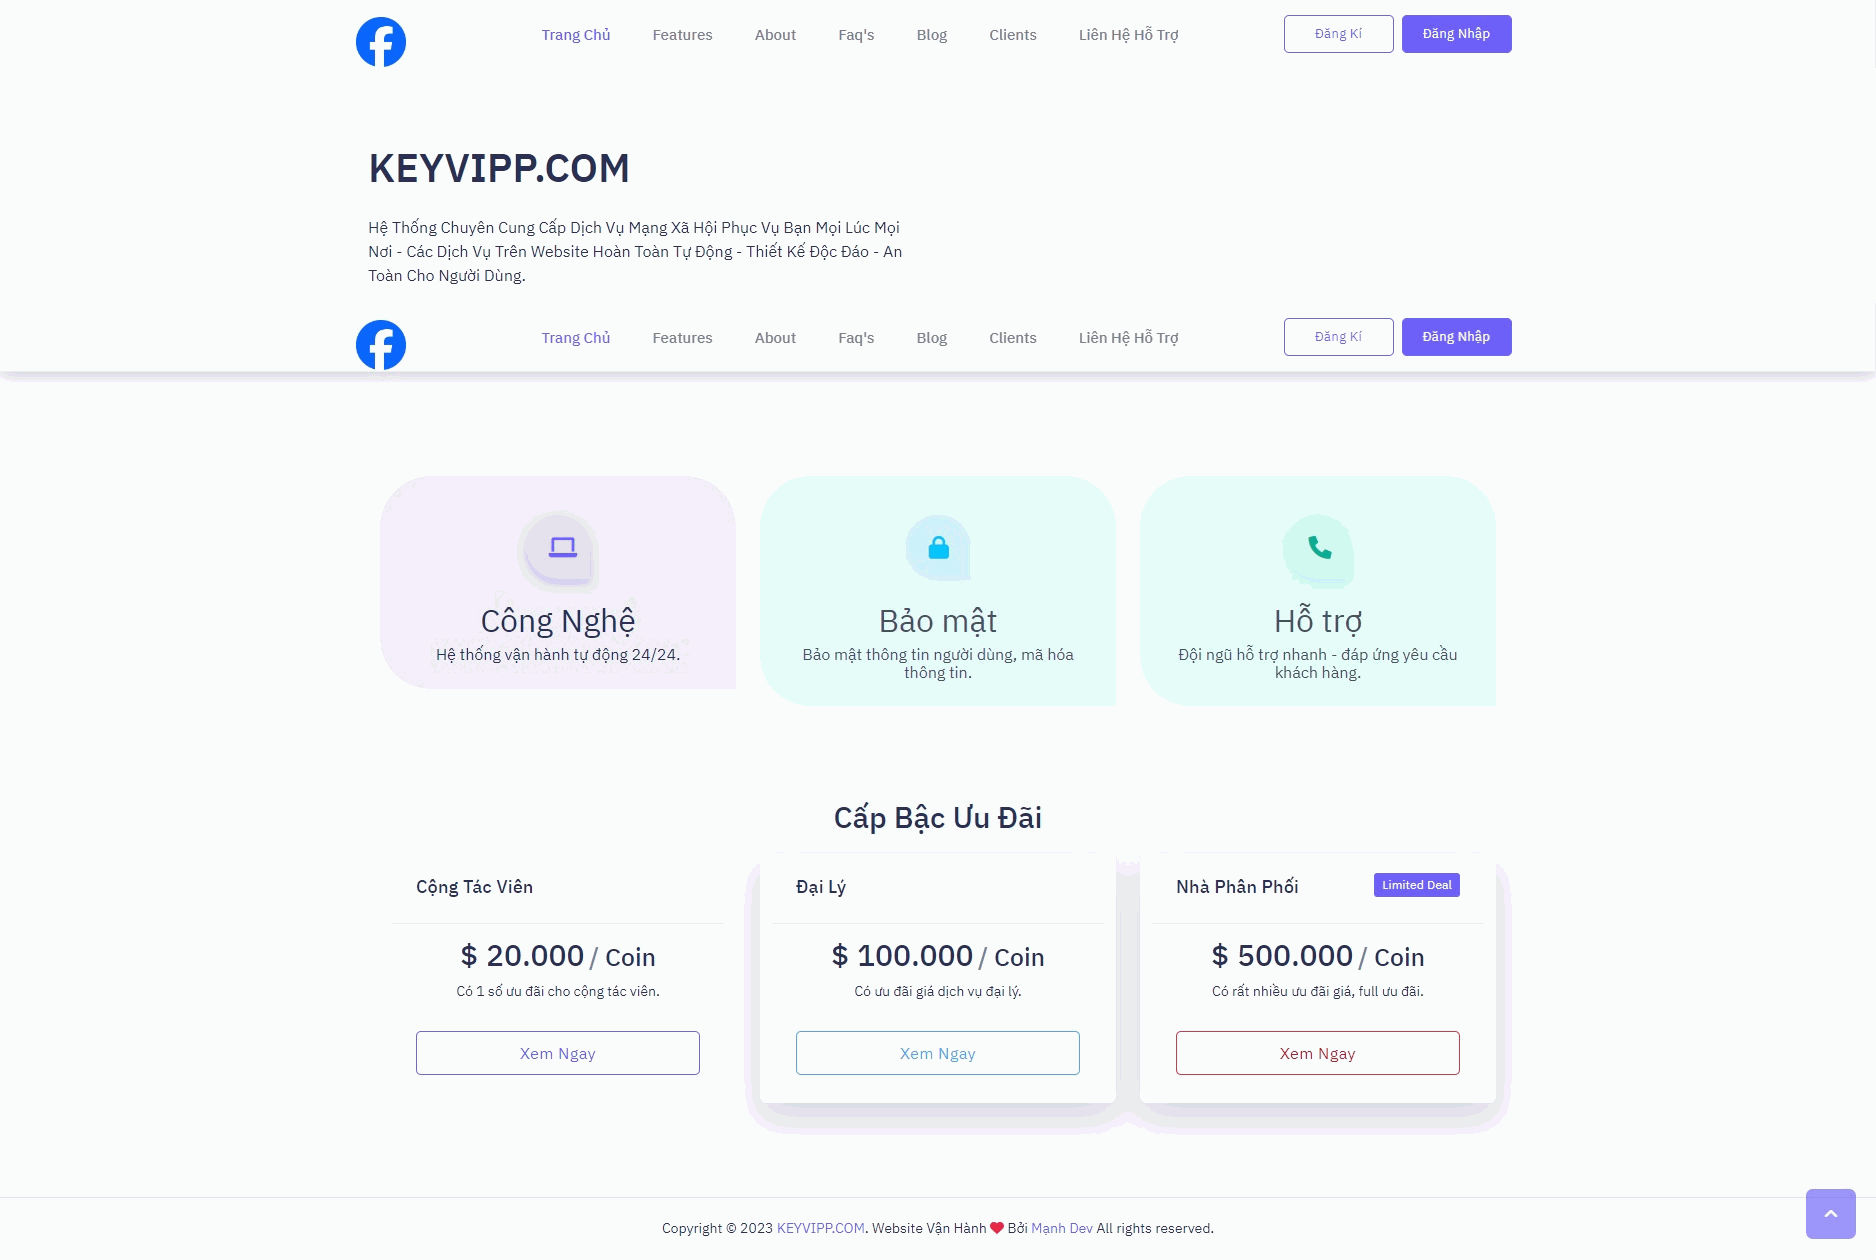 Trang Chủ Features About Faq's Blog Clients Liên Hệ Hỗ Trợ Đăng Kí Đăng Nhập
KEYVIPP.COM
Hệ Thống Chuyên Cung Cấp Dịch Vụ Mạng Xã Hội Phục Vụ Bạn Mọi Lúc Mọi
Nơi - Các Dịch Vụ Trên Website Hoàn Toàn Tự Động - Thiết Kế Độc Đáo - An
Toàn Cho Người Dùng.
Trang Chủ Features About Faq's Blog Clients Liên Hệ Hỗ Trợ Đăng Kí Đăng Nhập
Công Nghệ
Hệ thống vận hành tự động 24/24.
Bảo mật
Bảo mật thông tin người dùng, mã hóa
thông tin.
Hỗ trợ
Đội ngũ hỗ trợ nhanh - đáp ứng yêu cầu
khách hàng.
Cấp Bậc Ưu Đãi
Cộng Tác Viên
$ 20.000 / Coin
Có 1 số ưu đãi cho cộng tác viên.
Xem Ngay
Đại Lý
$ 100.000 / Coin
Có ưu đãi giá dịch vụ đại lý.
Xem Ngay
Nhà Phân Phối Limited Deal
$ 500.000 / Coin
Có rất nhiều ưu đãi giá, full ưu đãi.
Xem Ngay
Copyright © 2023 KEYVIPP.COM. Website Vận Hành ❤ Bởi Mạnh Dev All rights reserved.